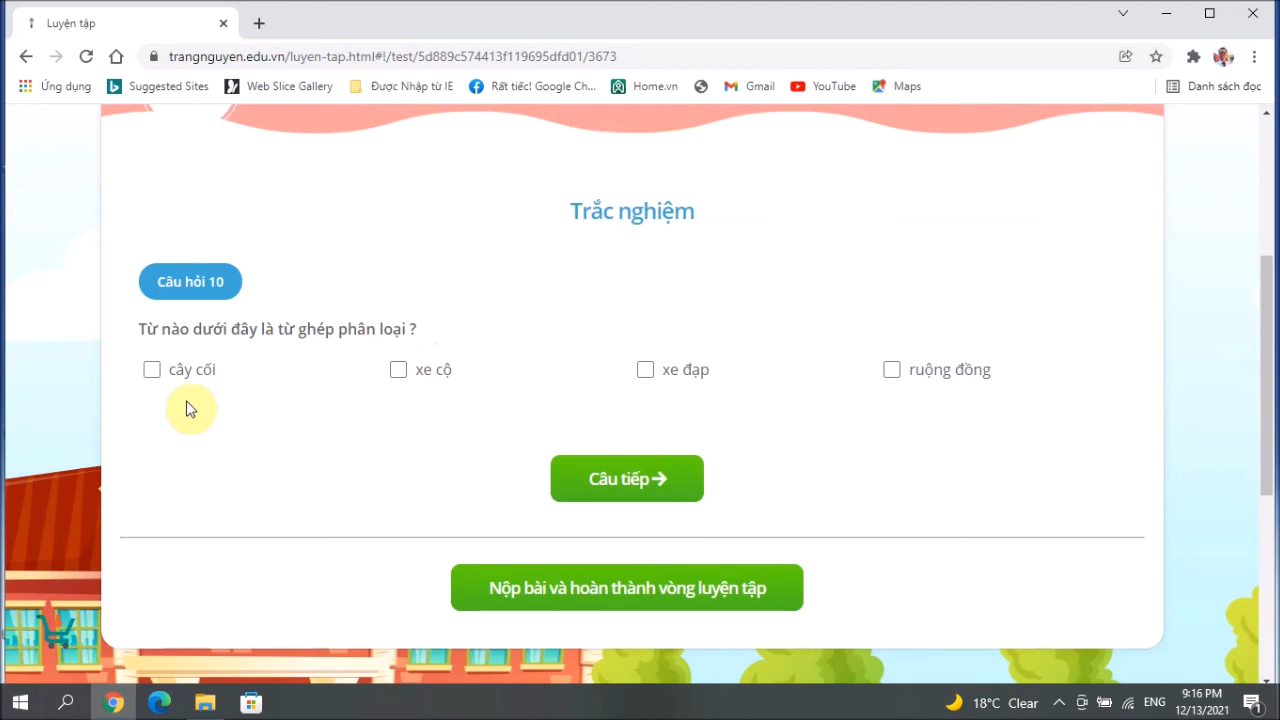 Luyện tập
trangnguyen.edu.vn/luyen-tap.html#!/test/5d889c574413f119695dfd01/3673
Ứng dụng Suggested Sites Web Slice Gallery Được Nhập từ IE Rất tiếc! Google Ch... Home.vn Gmail YouTube Maps Danh sách đọc
Trắc nghiệm
Câu hỏi 10
Từ nào dưới đây là từ ghép phân loại ?
cây cối xe cộ xe đạp ruộng đồng
Câu tiếp
Nộp bài và hoàn thành vòng luyện tập
18°C Clear ENG 9:16 PM
12/13/2021
1